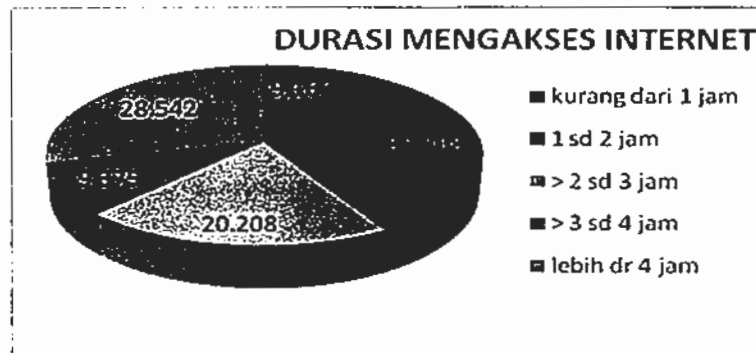 DURASI MENGAKSES INTERNET
28.542
20.208
kurang dari 1 jam
1 sd 2 jam
> 2 sd 3 jam
> 3 sd 4 jam
lebih dr 4 jam